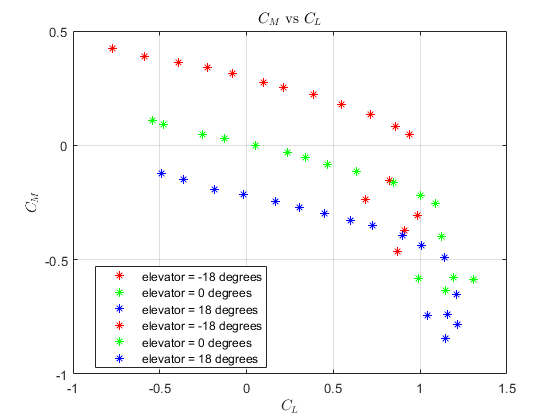 C_M vs C_L
0.5
0
-0.5
-1
C_M
-1
-0.5
0
0.5
1
1.5
C_L
elevator = -18 degrees
elevator = 0 degrees
elevator = 18 degrees
elevator = -18 degrees
elevator = 0 degrees
elevator = 18 degrees